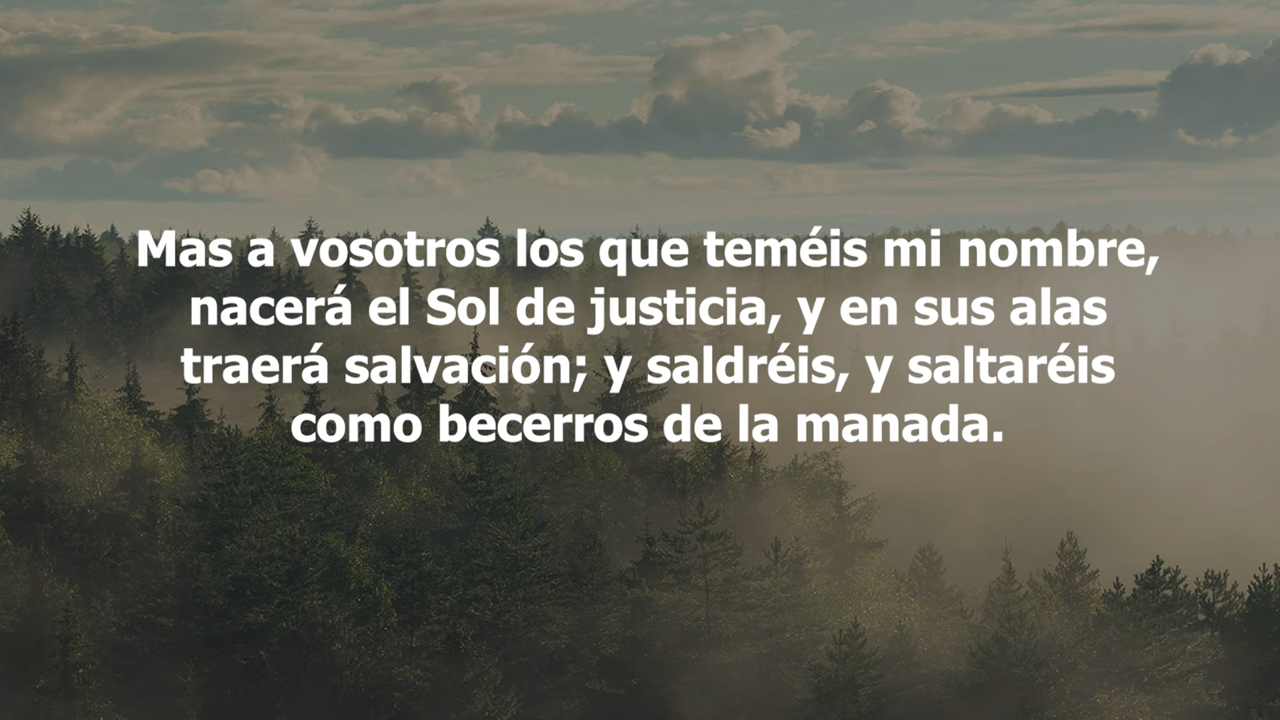 Mas a vosotros los que teméis mi nombre,
nacerá el Sol de justicia, y en sus alas
traerá salvación; y saldréis, y saltaréis
como becerros de la manada.